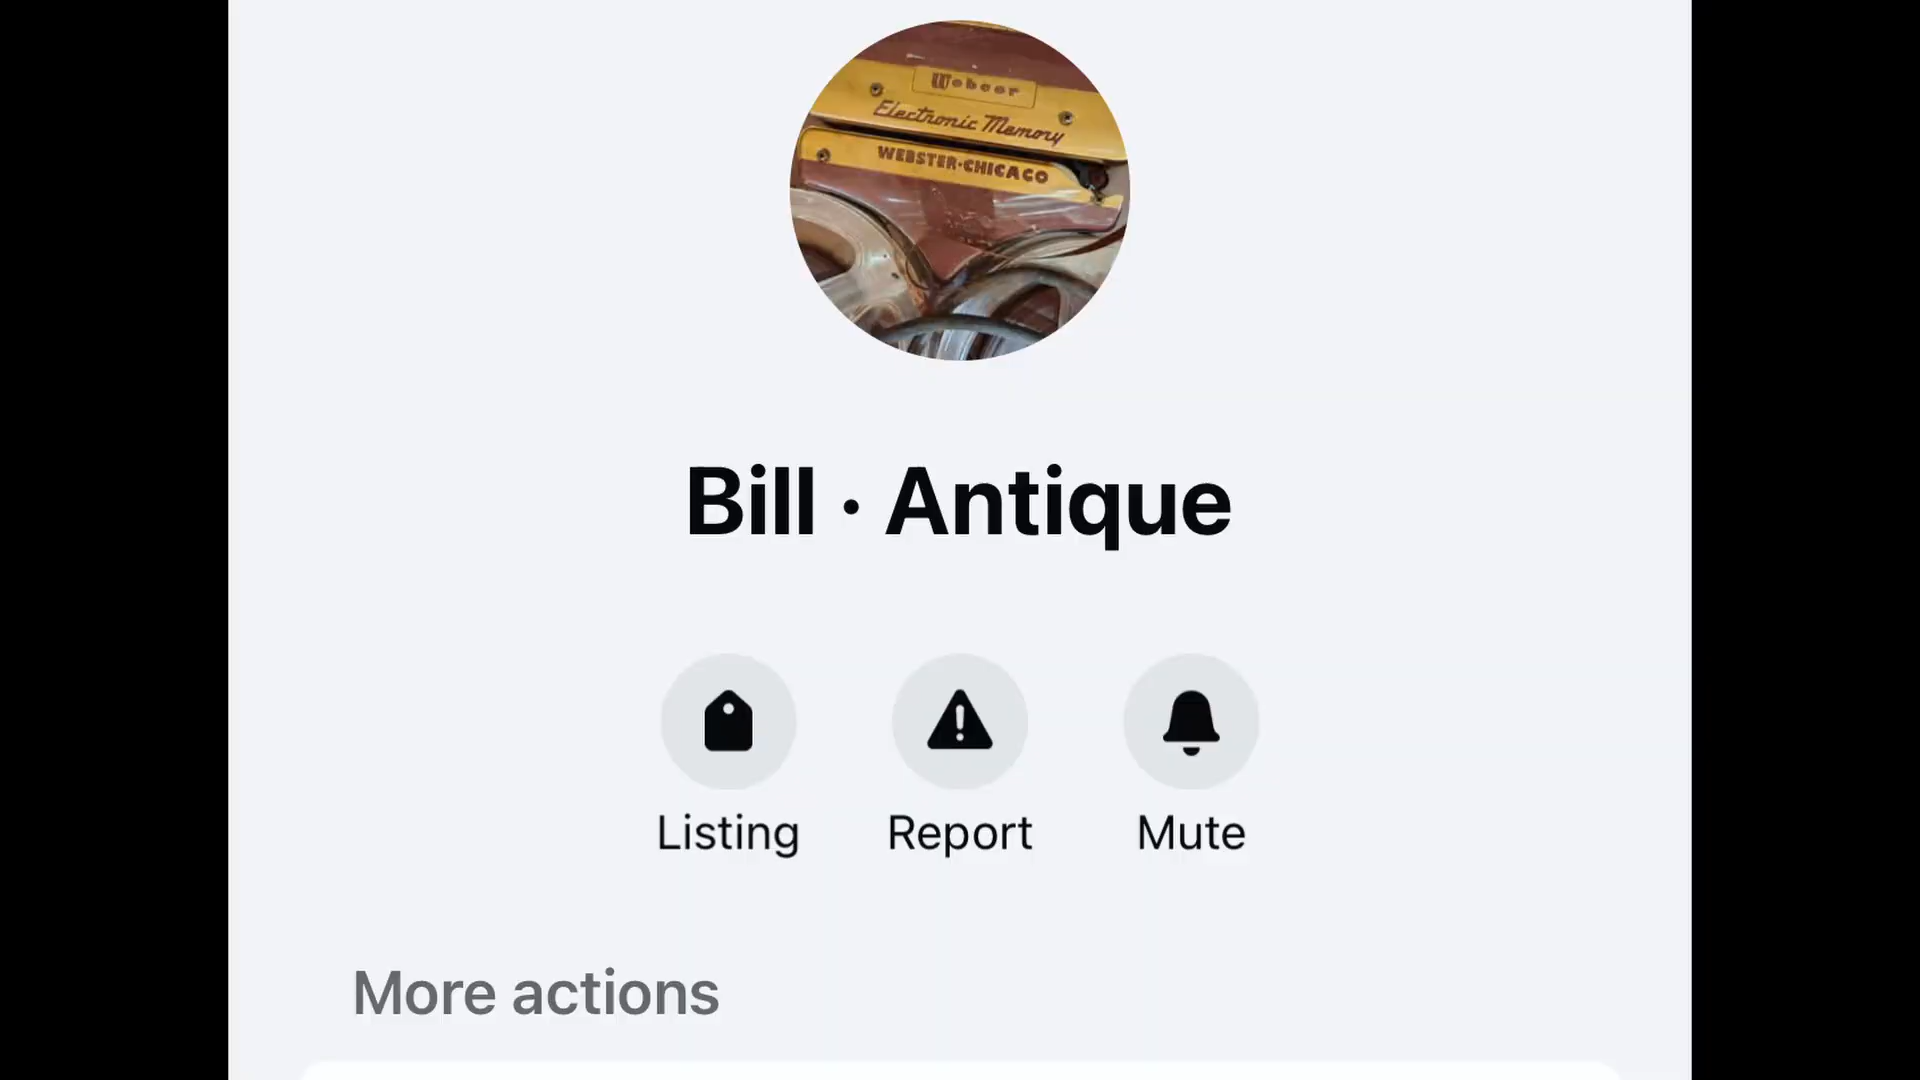 Webcor
Electronic Memory
WEBSTER-CHICAGO
Bill · Antique
Listing
Report
Mute
More actions